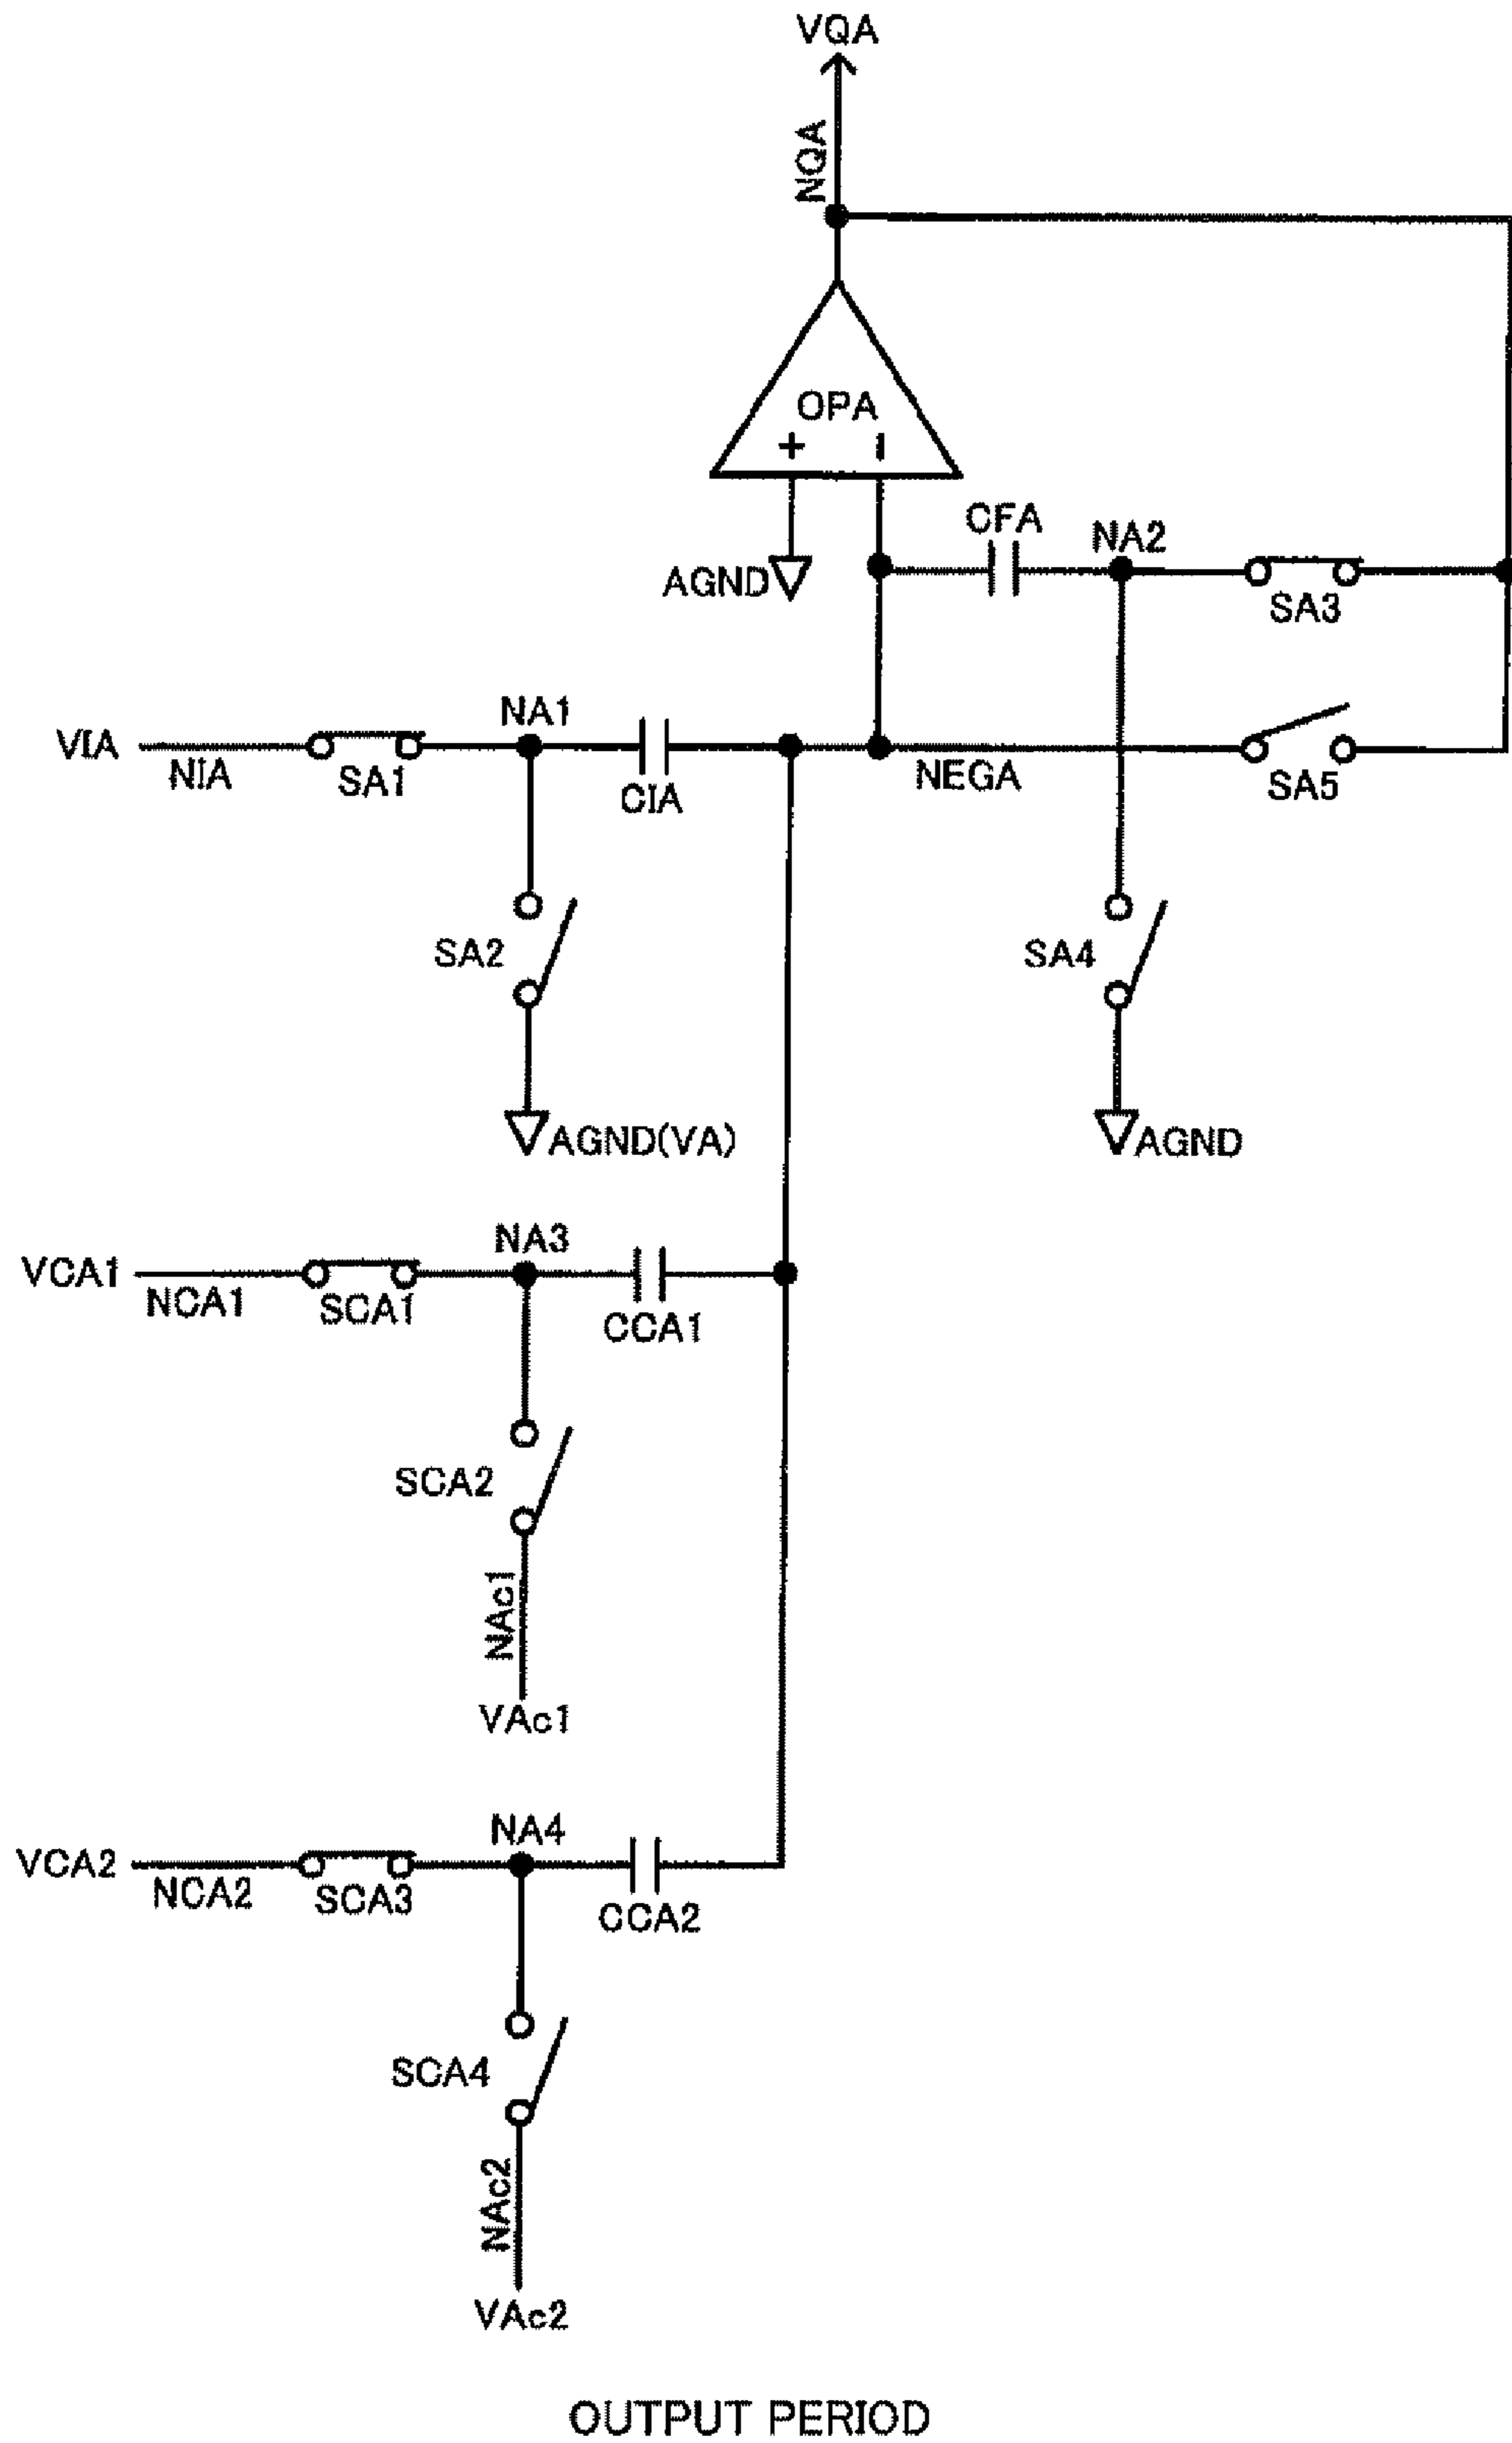 VQA
NQA
OPA
+ −
CFA
NA2
AGND
SA3
NA1
VIA
NIA
SA1
CIA
NEGA
SA5
SA2
SA4
AGND(VA)
AGND
NA3
VCA1
NCA1
SCA1
CCA1
SCA2
NAc1
VAc1
NA4
VCA2
NCA2
SCA3
CCA2
SCA4
NAc2
VAc2
OUTPUT PERIOD